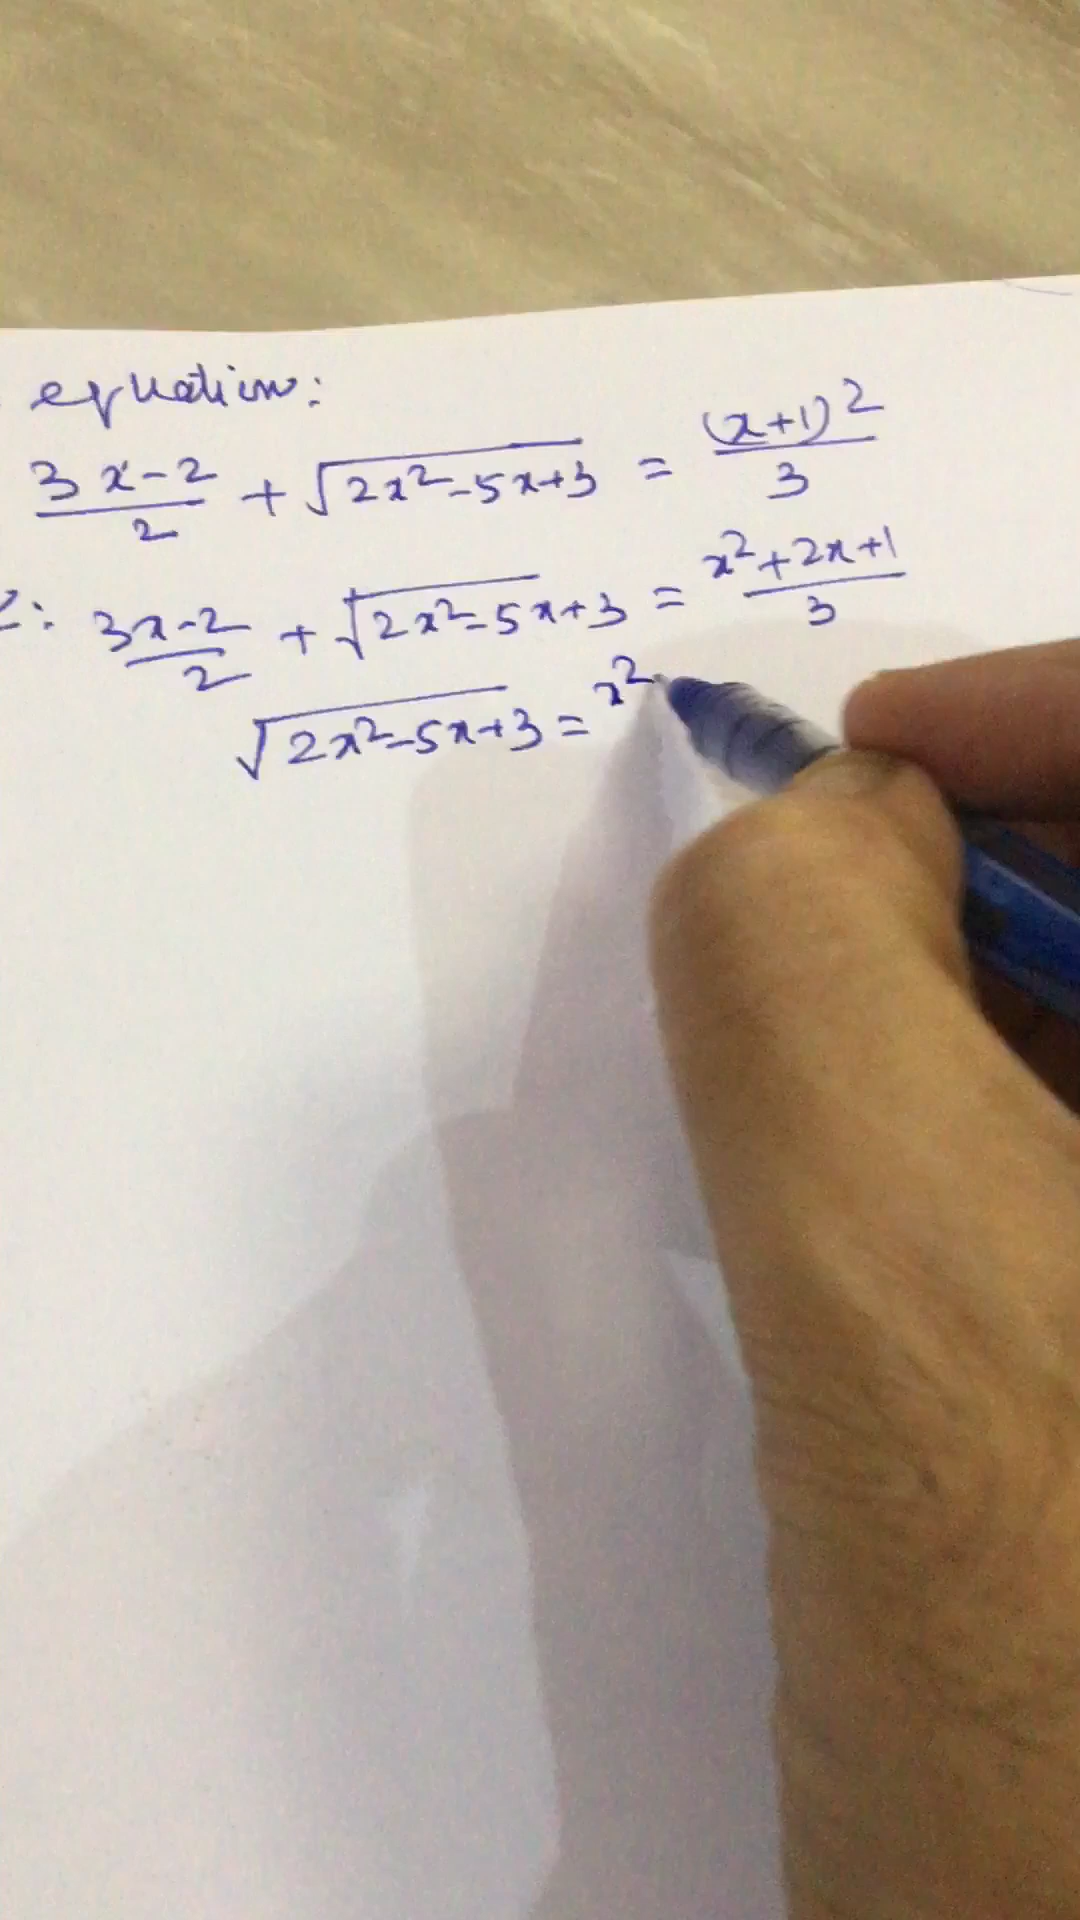 equation:
(3x-2)/2 + √(2x²-5x+3) = (x+1)²/3
: (3x-2)/2 + √(2x²-5x+3) = (x²+2x+1)/3
√(2x²-5x+3) = x²